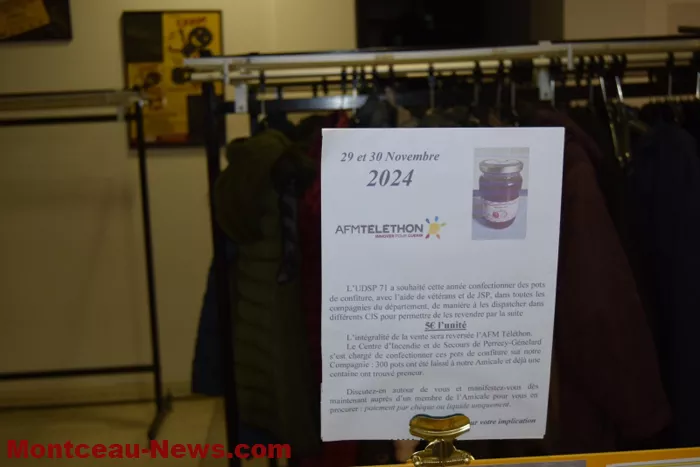 29 et 30 Novembre
2024
AFMTELETHON
INNOVER POUR GUERIR
L'UDSP 71 a souhaité cette année confectionner des pots
de confiture, avec l'aide de vétérans et de JSP, dans toutes les
compagnies du département, de manière à les dispatcher dans
différents CIS pour permettre de les revendre par la suite
5€ l'unité
L'intégralité de la vente sera reversée l'AFM Téléthon.
Le Centre d'Incendie et de Secours de Perrecy-Génelard
s'est chargé de confectionner ces pots de confiture sur notre
Compagnie : 300 pots ont été laissé à notre Amicale et déjà une
centaine ont trouvé preneur.
Discutez-en autour de vous et manifestez-vous dès
maintenant auprès d'un membre de l'Amicale pour vous en
procurer : paiement par chèque ou liquide uniquement.
ur votre implication
Montceau-News.com